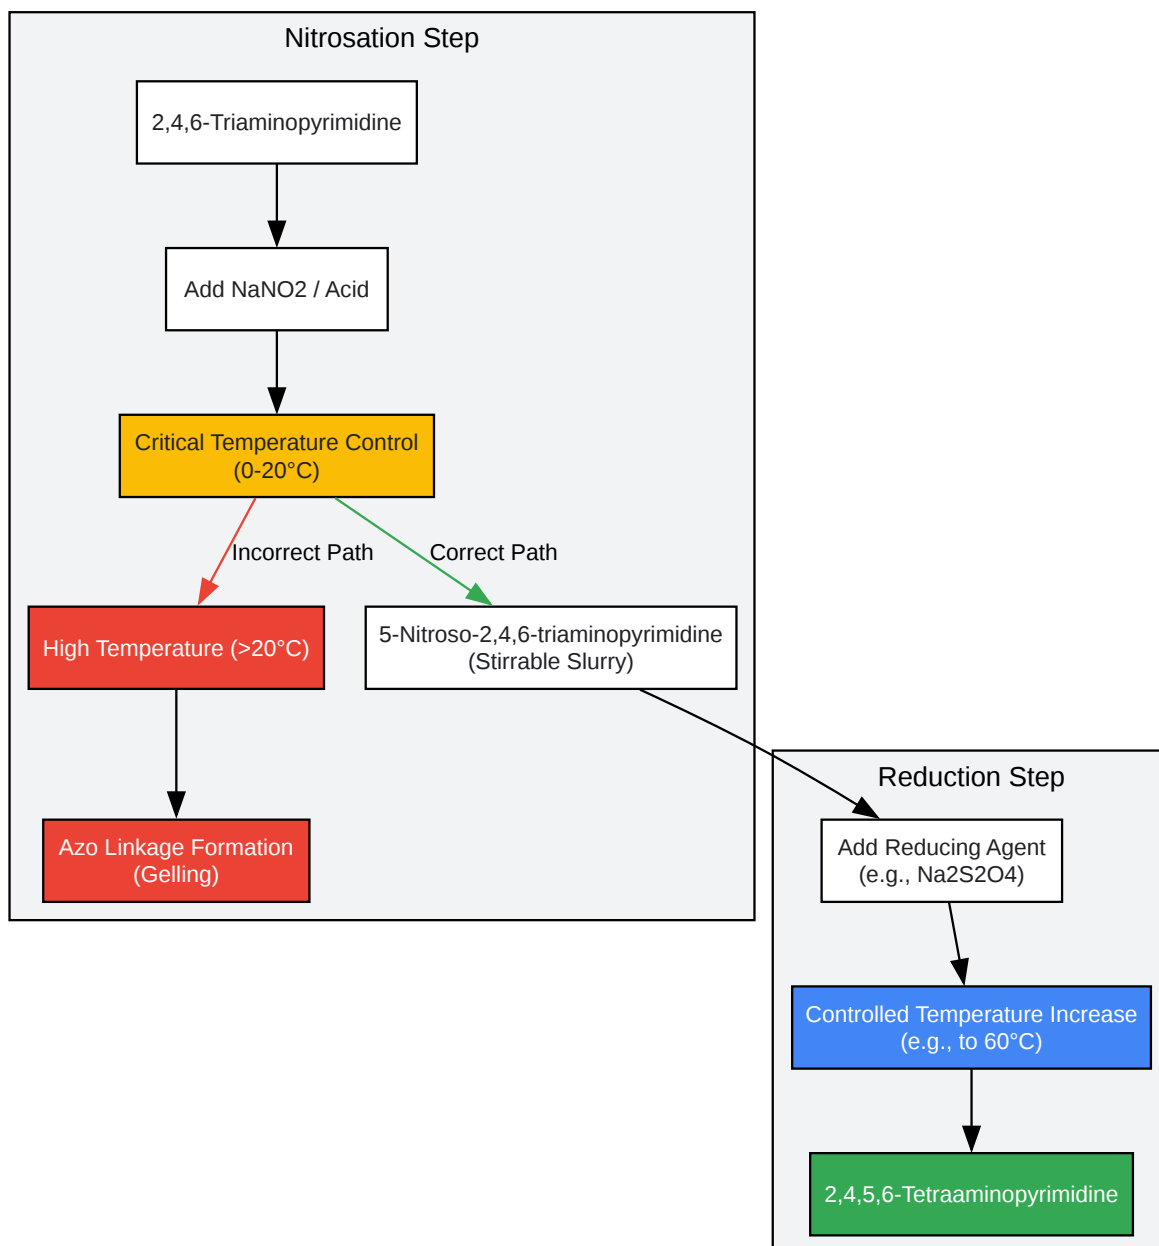 Nitrosation Step
2,4,6-Triaminopyrimidine
Add NaNO2 / Acid
Critical Temperature Control
(0-20°C)
Incorrect Path
Correct Path
High Temperature (>20°C)
5-Nitroso-2,4,6-triaminopyrimidine
(Stirrable Slurry)
Azo Linkage Formation
(Gelling)
Reduction Step
Add Reducing Agent
(e.g., Na2S2O4)
Controlled Temperature Increase
(e.g., to 60°C)
2,4,5,6-Tetraaminopyrimidine